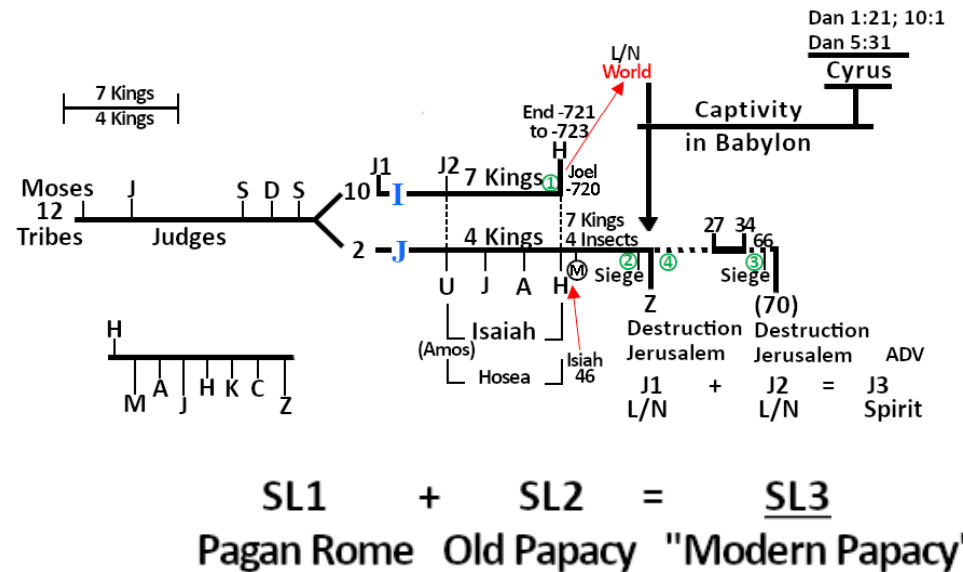 Dan 1:21; 10:1
Dan 5:31
Cyrus
L/N
World
Captivity
in Babylon
7 Kings
4 Kings
End -721
to -723
H
Joel
-720
J1
J2
7 Kings
①
10
I
Moses
12
Tribes
J
S D S
Judges
7 Kings
4 Insects
27 34
66
2
J
4 Kings
M
②
④
③
Siege
Siege
U J A H
Z
(70)
Isaiah
(Amos)
Hosea
Isiah
46
Destruction
Jerusalem
Destruction
Jerusalem
ADV
J1 + J2 = J3
L/N L/N Spirit
H
M A J H K C Z
SL1 + SL2 = SL3
Pagan Rome Old Papacy "Modern Papacy"